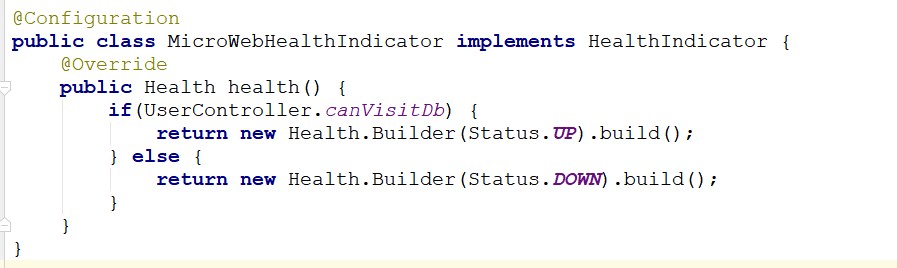 @Configuration
public class MicroWebHealthIndicator implements HealthIndicator {
    @Override
    public Health health() {
        if(UserController.canVisitDb) {
            return new Health.Builder(Status.UP).build();
        } else {
            return new Health.Builder(Status.DOWN).build();
        }
    }
}